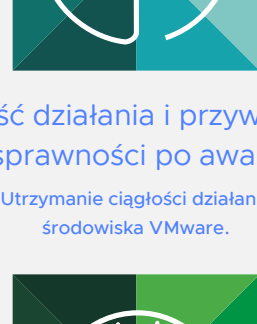 ść działania i przyw
sprawności po awa
Utrzymanie ciągłości działan
środowiska VMware.